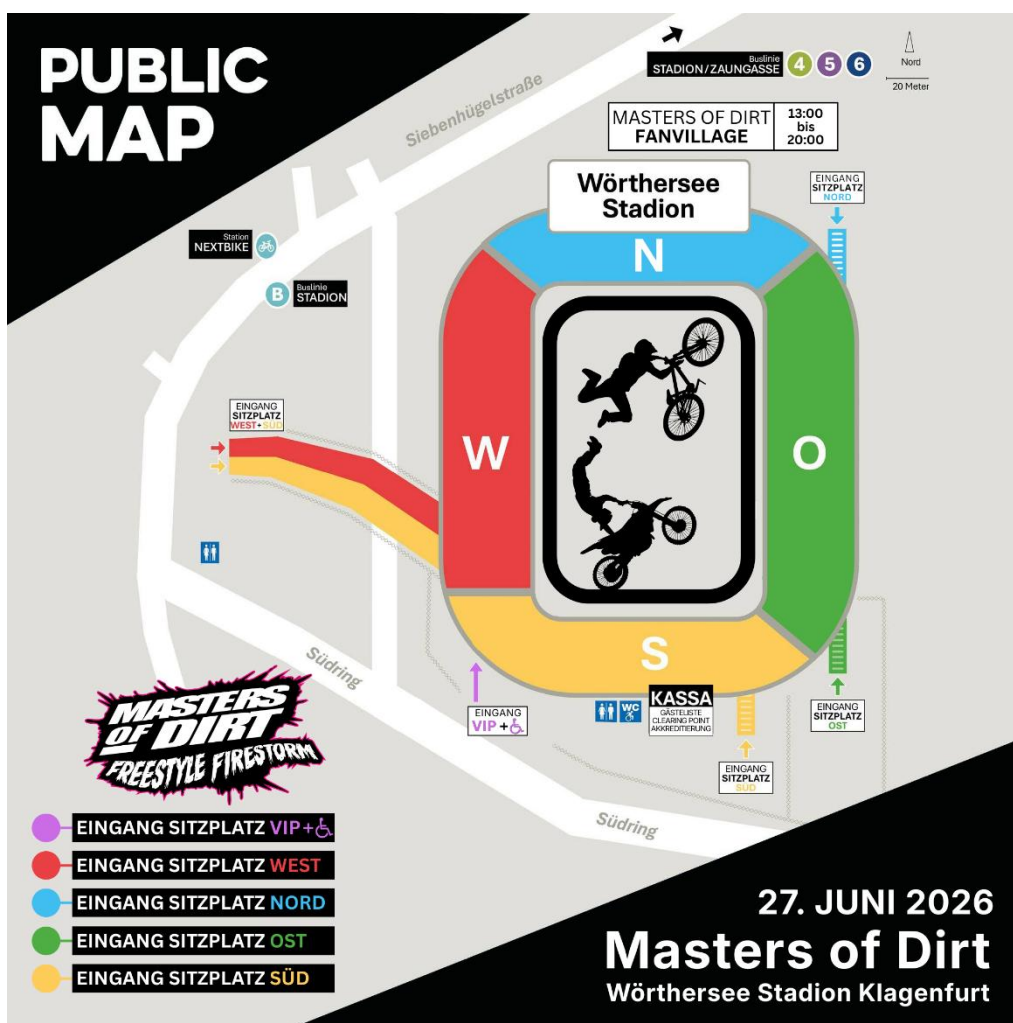 PUBLIC
MAP
Siebenhügelstraße
Buslinie
STADION/ZAUNGASSE 4 5 6
Nord
20 Meter
MASTERS OF DIRT
FANVILLAGE
13:00
bis
20:00
Wörthersee
Stadion
EINGANG
SITZPLATZ
NORD
Station
NEXTBIKE
B
Buslinie
STADION
N
W
O
S
EINGANG
SITZPLATZ
WEST+SÜD
Südring
EINGANG
VIP+
WC
KASSA
GÄSTELISTE
CLEARING POINT
AKKREDITIERUNG
EINGANG
SITZPLATZ
OST
EINGANG
SITZPLATZ
SÜD
Südring
MASTERS
OF DIRT
FREESTYLE FIRESTORM
EINGANG SITZPLATZ VIP+
EINGANG SITZPLATZ WEST
EINGANG SITZPLATZ NORD
EINGANG SITZPLATZ OST
EINGANG SITZPLATZ SÜD
27. JUNI 2026
Masters of Dirt
Wörthersee Stadion Klagenfurt